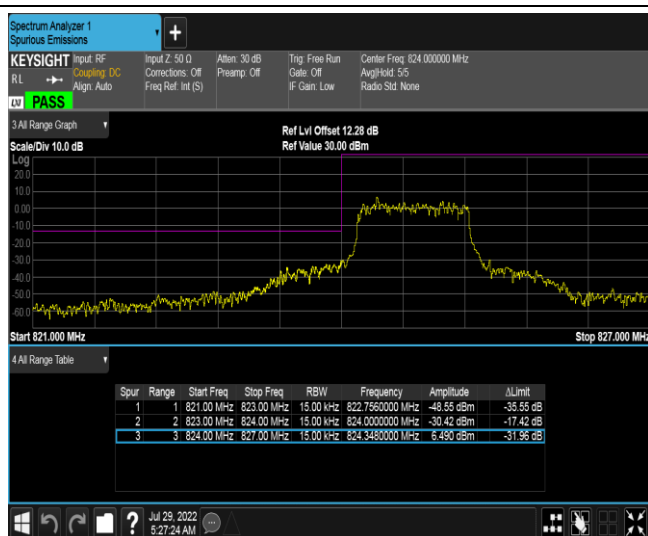 Spectrum Analyzer 1
Spurious Emissions
+
KEYSIGHT Input: RF Input Z: 50 Ω Atten: 30 dB Trig: Free Run Center Freq: 824.000000 MHz
RL Coupling: DC Corrections: Off Preamp: Off Gate: Off Avg|Hold: 5/5
Align: Auto Freq Ref: Int (S) IF Gain: Low Radio Std: None
LXI PASS
3 All Range Graph
Ref Lvl Offset 12.28 dB
Scale/Div 10.0 dB Ref Value 30.00 dBm
Log
20.0
10.0
0.00
-10.0
-20.0
-30.0
-40.0
-50.0
-60.0
Start 821.000 MHz Stop 827.000 MHz
4 All Range Table
Spur Range Start Freq Stop Freq RBW Frequency Amplitude ΔLimit
1 1 821.00 MHz 823.00 MHz 15.00 kHz 822.7560000 MHz -48.55 dBm -35.55 dB
2 2 823.00 MHz 824.00 MHz 15.00 kHz 824.0000000 MHz -30.42 dBm -17.42 dB
3 3 824.00 MHz 827.00 MHz 15.00 kHz 824.3480000 MHz 6.490 dBm -31.96 dB
? Jul 29, 2022
5:27:24 AM